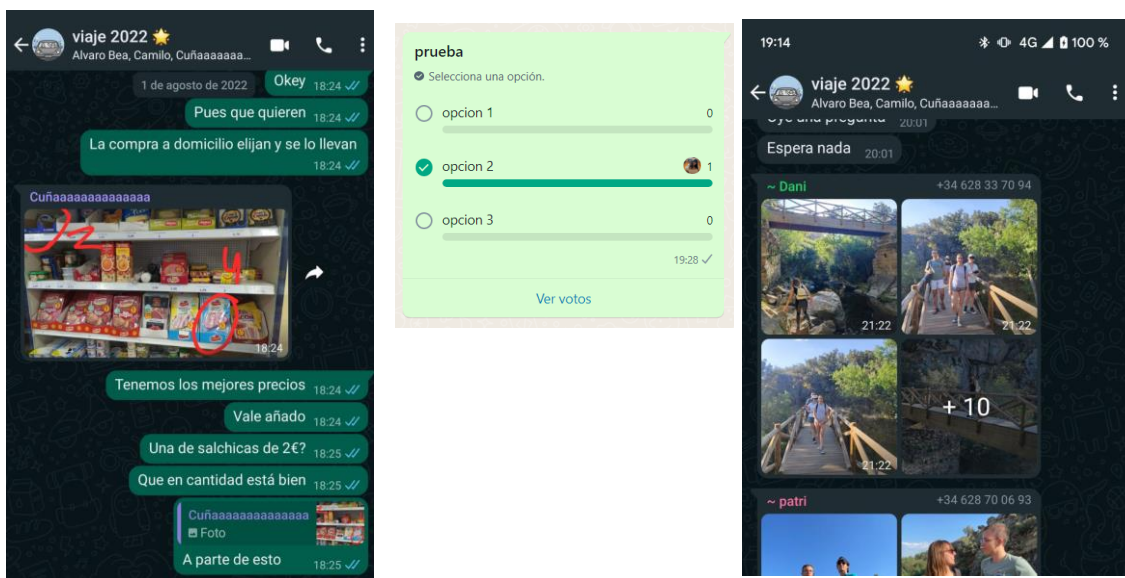 viaje 2022 🌟
Alvaro Bea, Camilo, Cuñaaaaaaa...
1 de agosto de 2022
Okey 18:24
Pues que quieren 18:24
La compra a domicilio elijan y se lo llevan
18:24
Cuñaaaaaaaaaaaaaaa
4
18:24
Tenemos los mejores precios 18:24
Vale añado 18:24
Una de salchicas de 2€? 18:25
Que en cantidad está bien 18:25
Cuñaaaaaaaaaaaaaaa
Foto
A parte de esto 18:25
prueba
Selecciona una opción.
opcion 1 0
opcion 2 1
opcion 3 0
19:28
Ver votos
19:14 4G 100 %
viaje 2022 🌟
Alvaro Bea, Camilo, Cuñaaaaaaa...
Oye una pregunta 20:01
Espera nada 20:01
~ Dani +34 628 33 70 94
21:22
21:22
21:22
+ 10
~ patri +34 628 70 06 93